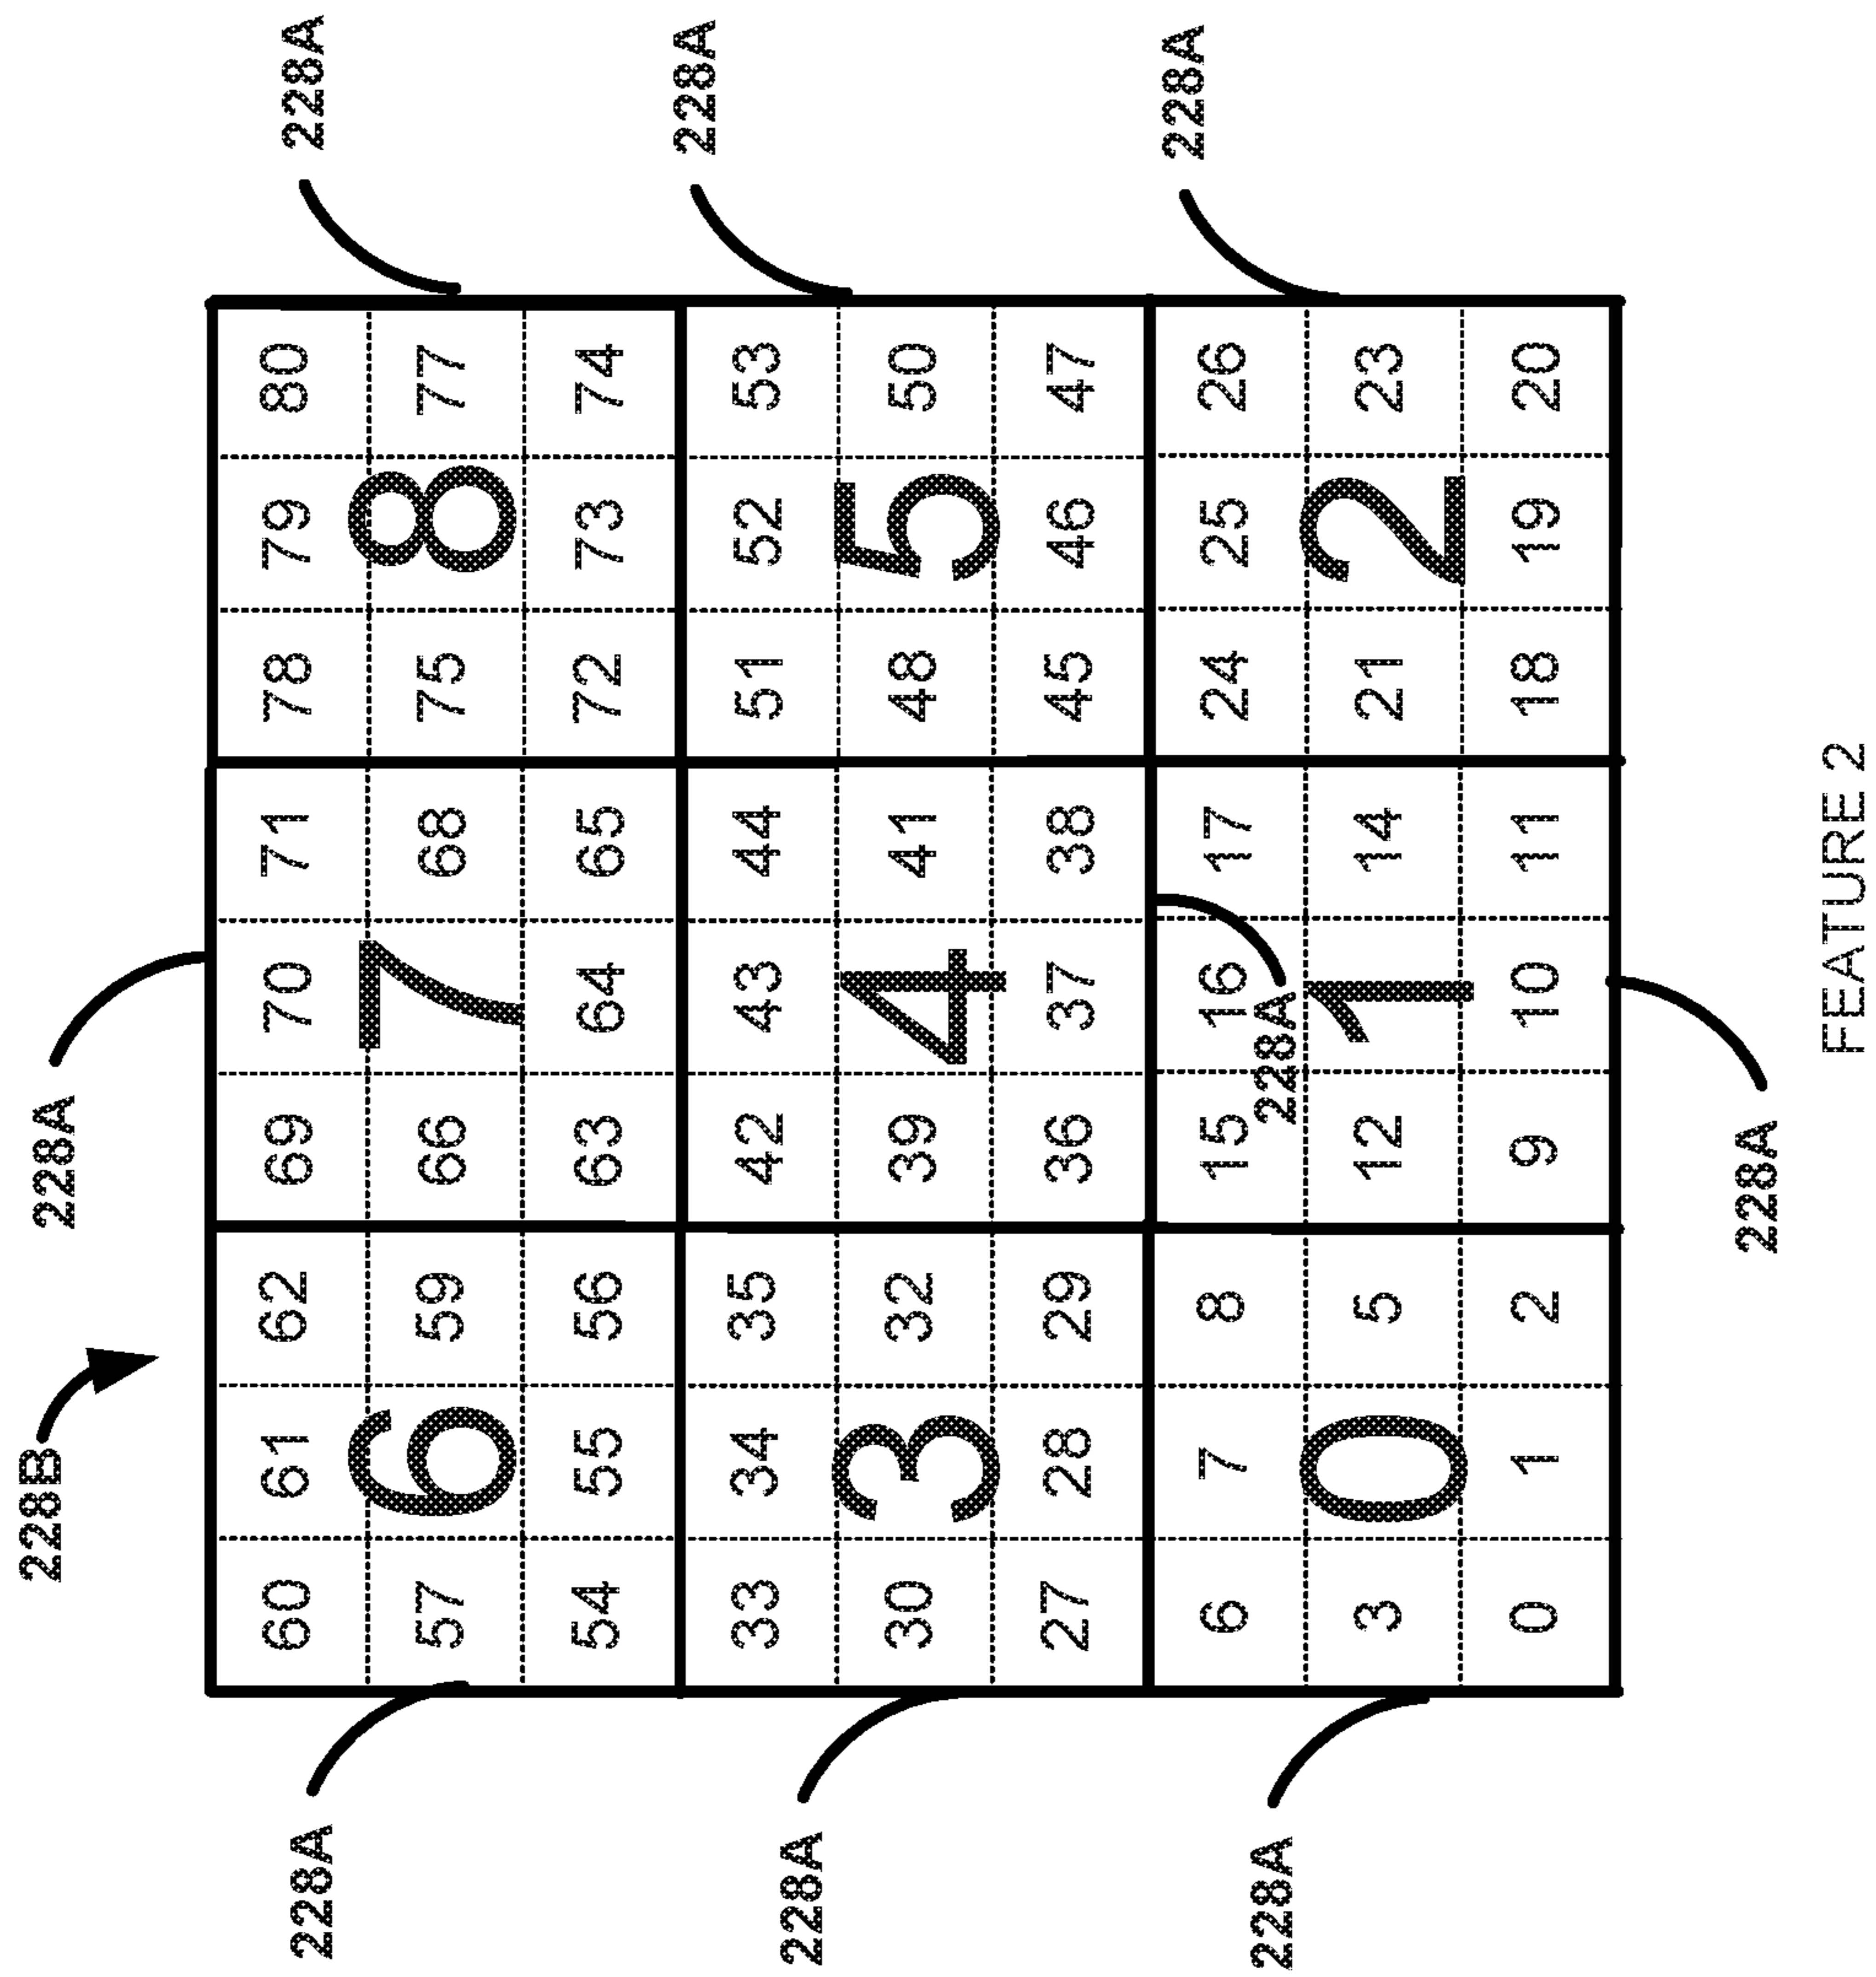 228B 228A
228A 60 61 62 69 70 71 78 79 80 228A
57 6 59 66 7 68 75 8 77
54 55 56 63 64 65 72 73 74
33 34 35 42 43 44 51 52 53 228A
228A 30 3 32 39 4 41 48 5 50
27 28 29 36 37 38 45 46 47
6 7 8 15 16 17 24 25 26 228A
228A 228A
3 0 5 12 1 14 21 2 23
0 1 2 9 10 11 18 19 20
228A
FEATURE 2